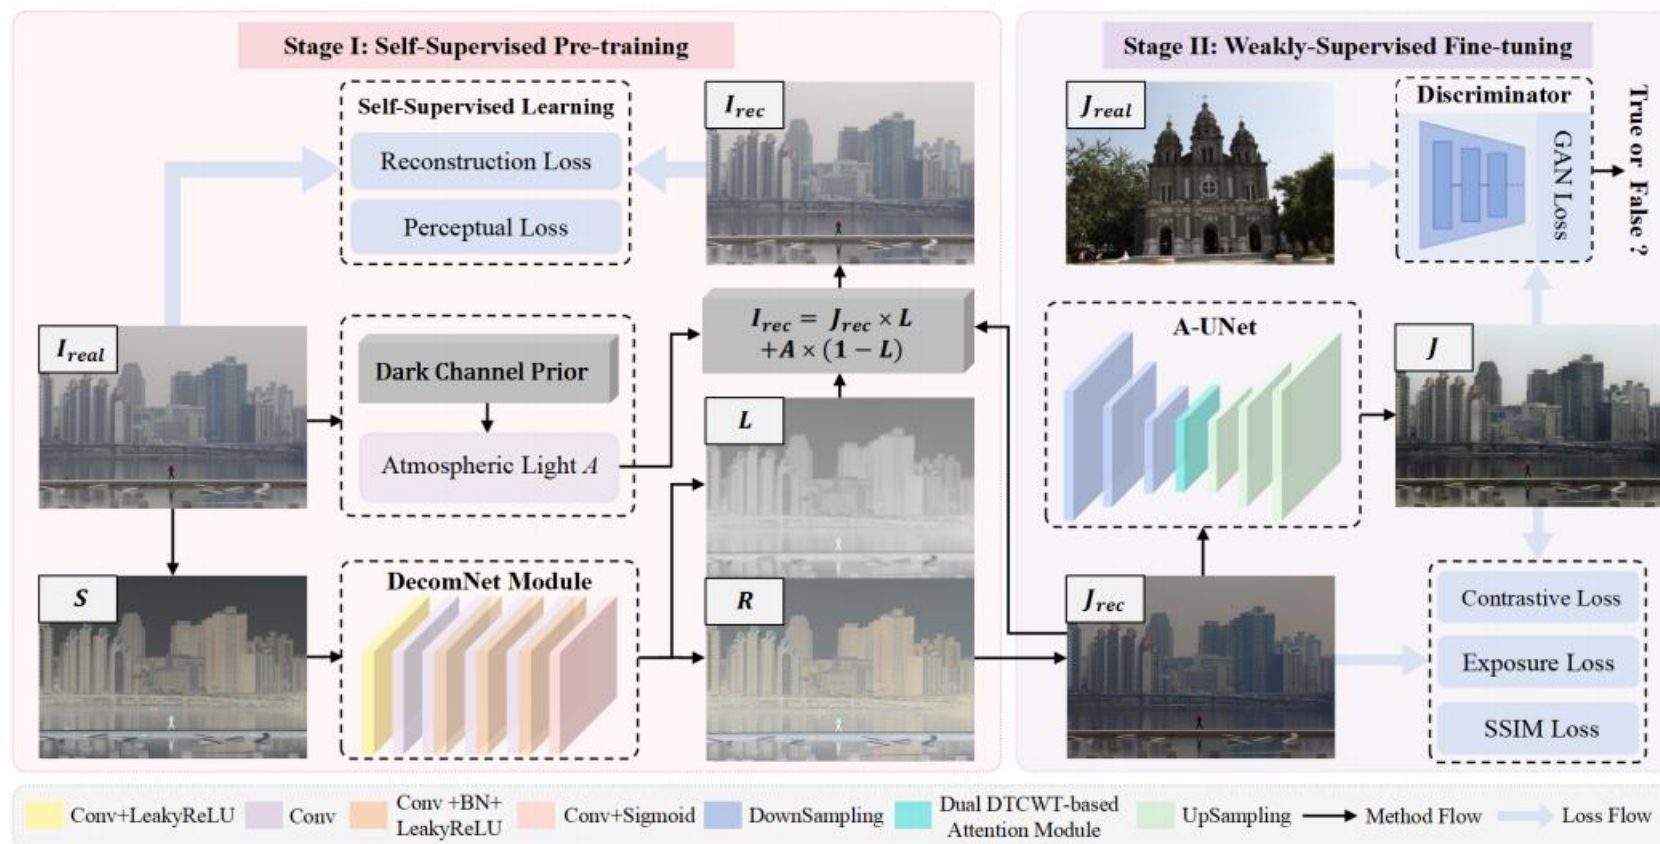 Stage I: Self-Supervised Pre-training
Self-Supervised Learning
Reconstruction Loss
Perceptual Loss
I_rec
I_real
Dark Channel Prior
Atmospheric Light A
I_rec = J_rec × L
+A × (1 − L)
L
S
DecomNet Module
R
Stage II: Weakly-Supervised Fine-tuning
J_real
Discriminator
GAN Loss
True or False ?
A-UNet
J
J_rec
Contrastive Loss
Exposure Loss
SSIM Loss
Conv+LeakyReLU
Conv
Conv +BN+
LeakyReLU
Conv+Sigmoid
DownSampling
Dual DTCWT-based
Attention Module
UpSampling
Method Flow
Loss Flow